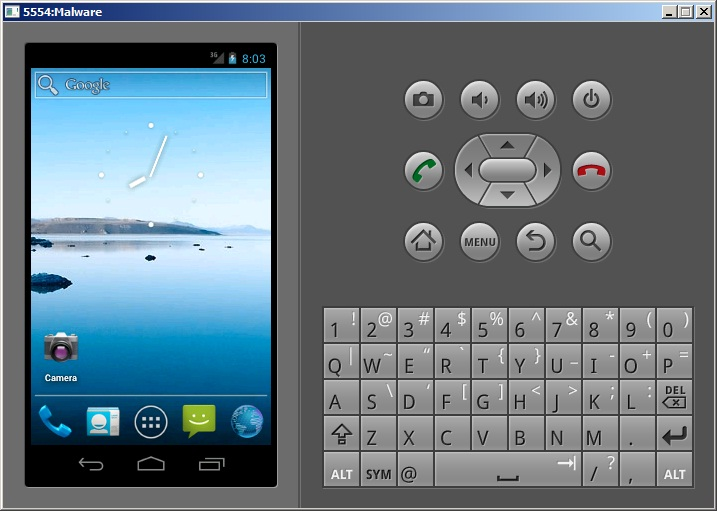 5554:Malware
3G 8:03
Google
Camera
MENU
1 ! 2 @ 3 # 4 $ 5 % 6 ^ 7 & 8 * 9 ( 0 )
Q | W ~ E “ R ` T { Y } U _ I - O + P =
A S \ D ‘ F [ G ] H < J > K ; L : DEL
Z X C V B N M .
ALT SYM @ / ? , ALT